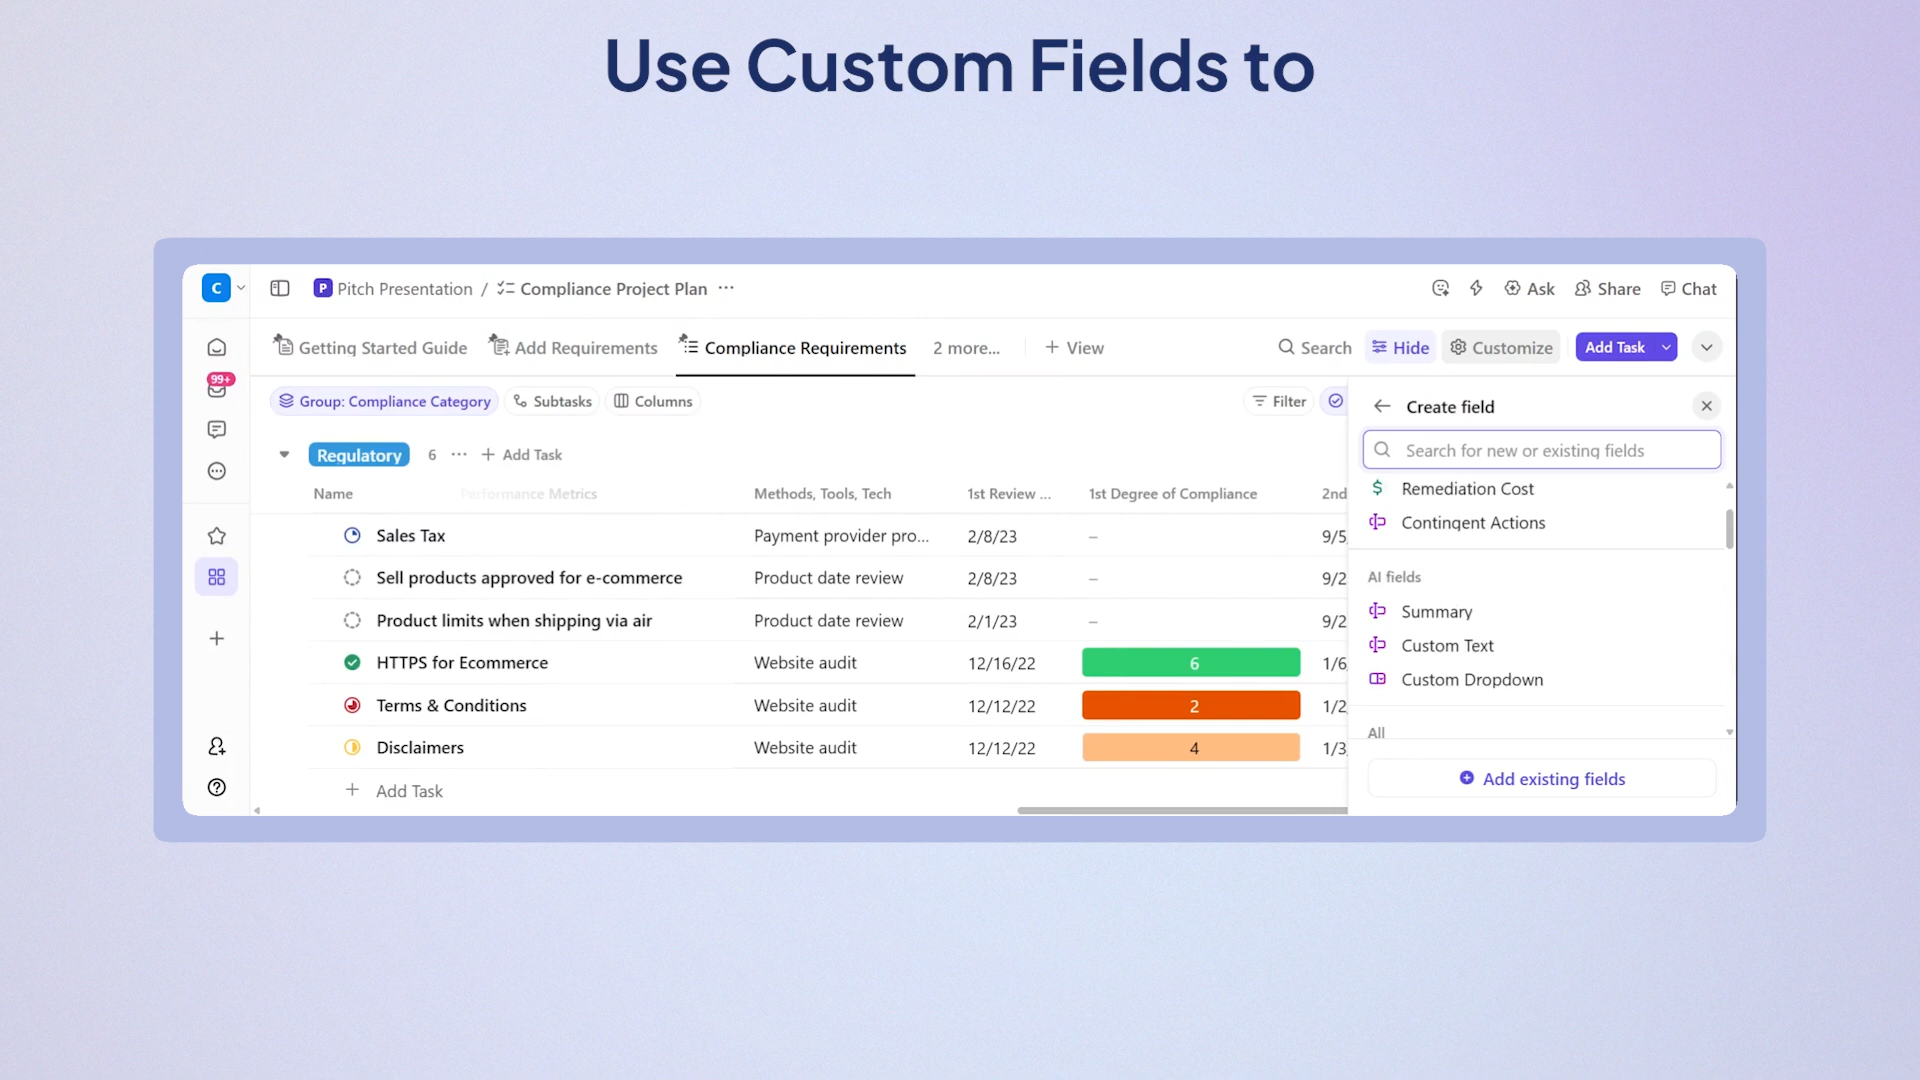 Use Custom Fields to
C
P Pitch Presentation / Compliance Project Plan ...
Ask
Share
Chat
Getting Started Guide
Add Requirements
Compliance Requirements
2 more...
+ View
Search
Hide
Customize
Add Task
99+
Group: Compliance Category
Subtasks
Columns
Filter
Regulatory 6 ... + Add Task
Name Performance Metrics Methods, Tools, Tech 1st Review ... 1st Degree of Compliance 2nd
Sales Tax Payment provider pro... 2/8/23 – 9/5
Sell products approved for e-commerce Product date review 2/8/23 – 9/2
Product limits when shipping via air Product date review 2/1/23 – 9/2
HTTPS for Ecommerce Website audit 12/16/22 6 1/6
Terms & Conditions Website audit 12/12/22 2 1/2
Disclaimers Website audit 12/12/22 4 1/3
+ Add Task
Create field
Search for new or existing fields
$ Remediation Cost
Contingent Actions
AI fields
Summary
Custom Text
Custom Dropdown
All
Add existing fields